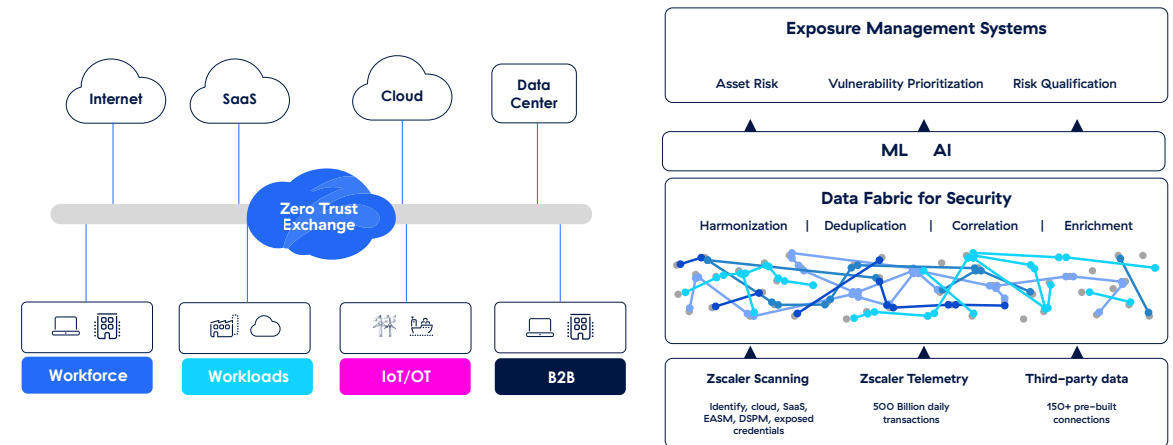 Internet
SaaS
Cloud
Data
Center
Zero Trust
Exchange
Workforce
Workloads
IoT/OT
B2B
Exposure Management Systems
Asset Risk
Vulnerability Prioritization
Risk Qualification
ML AI
Data Fabric for Security
Harmonization | Deduplication | Correlation | Enrichment
Zscaler Scanning
Identify, cloud, SaaS,
EASM, DSPM, exposed
credentials
Zscaler Telemetry
500 Billion daily
transactions
Third-party data
150+ pre-built
connections